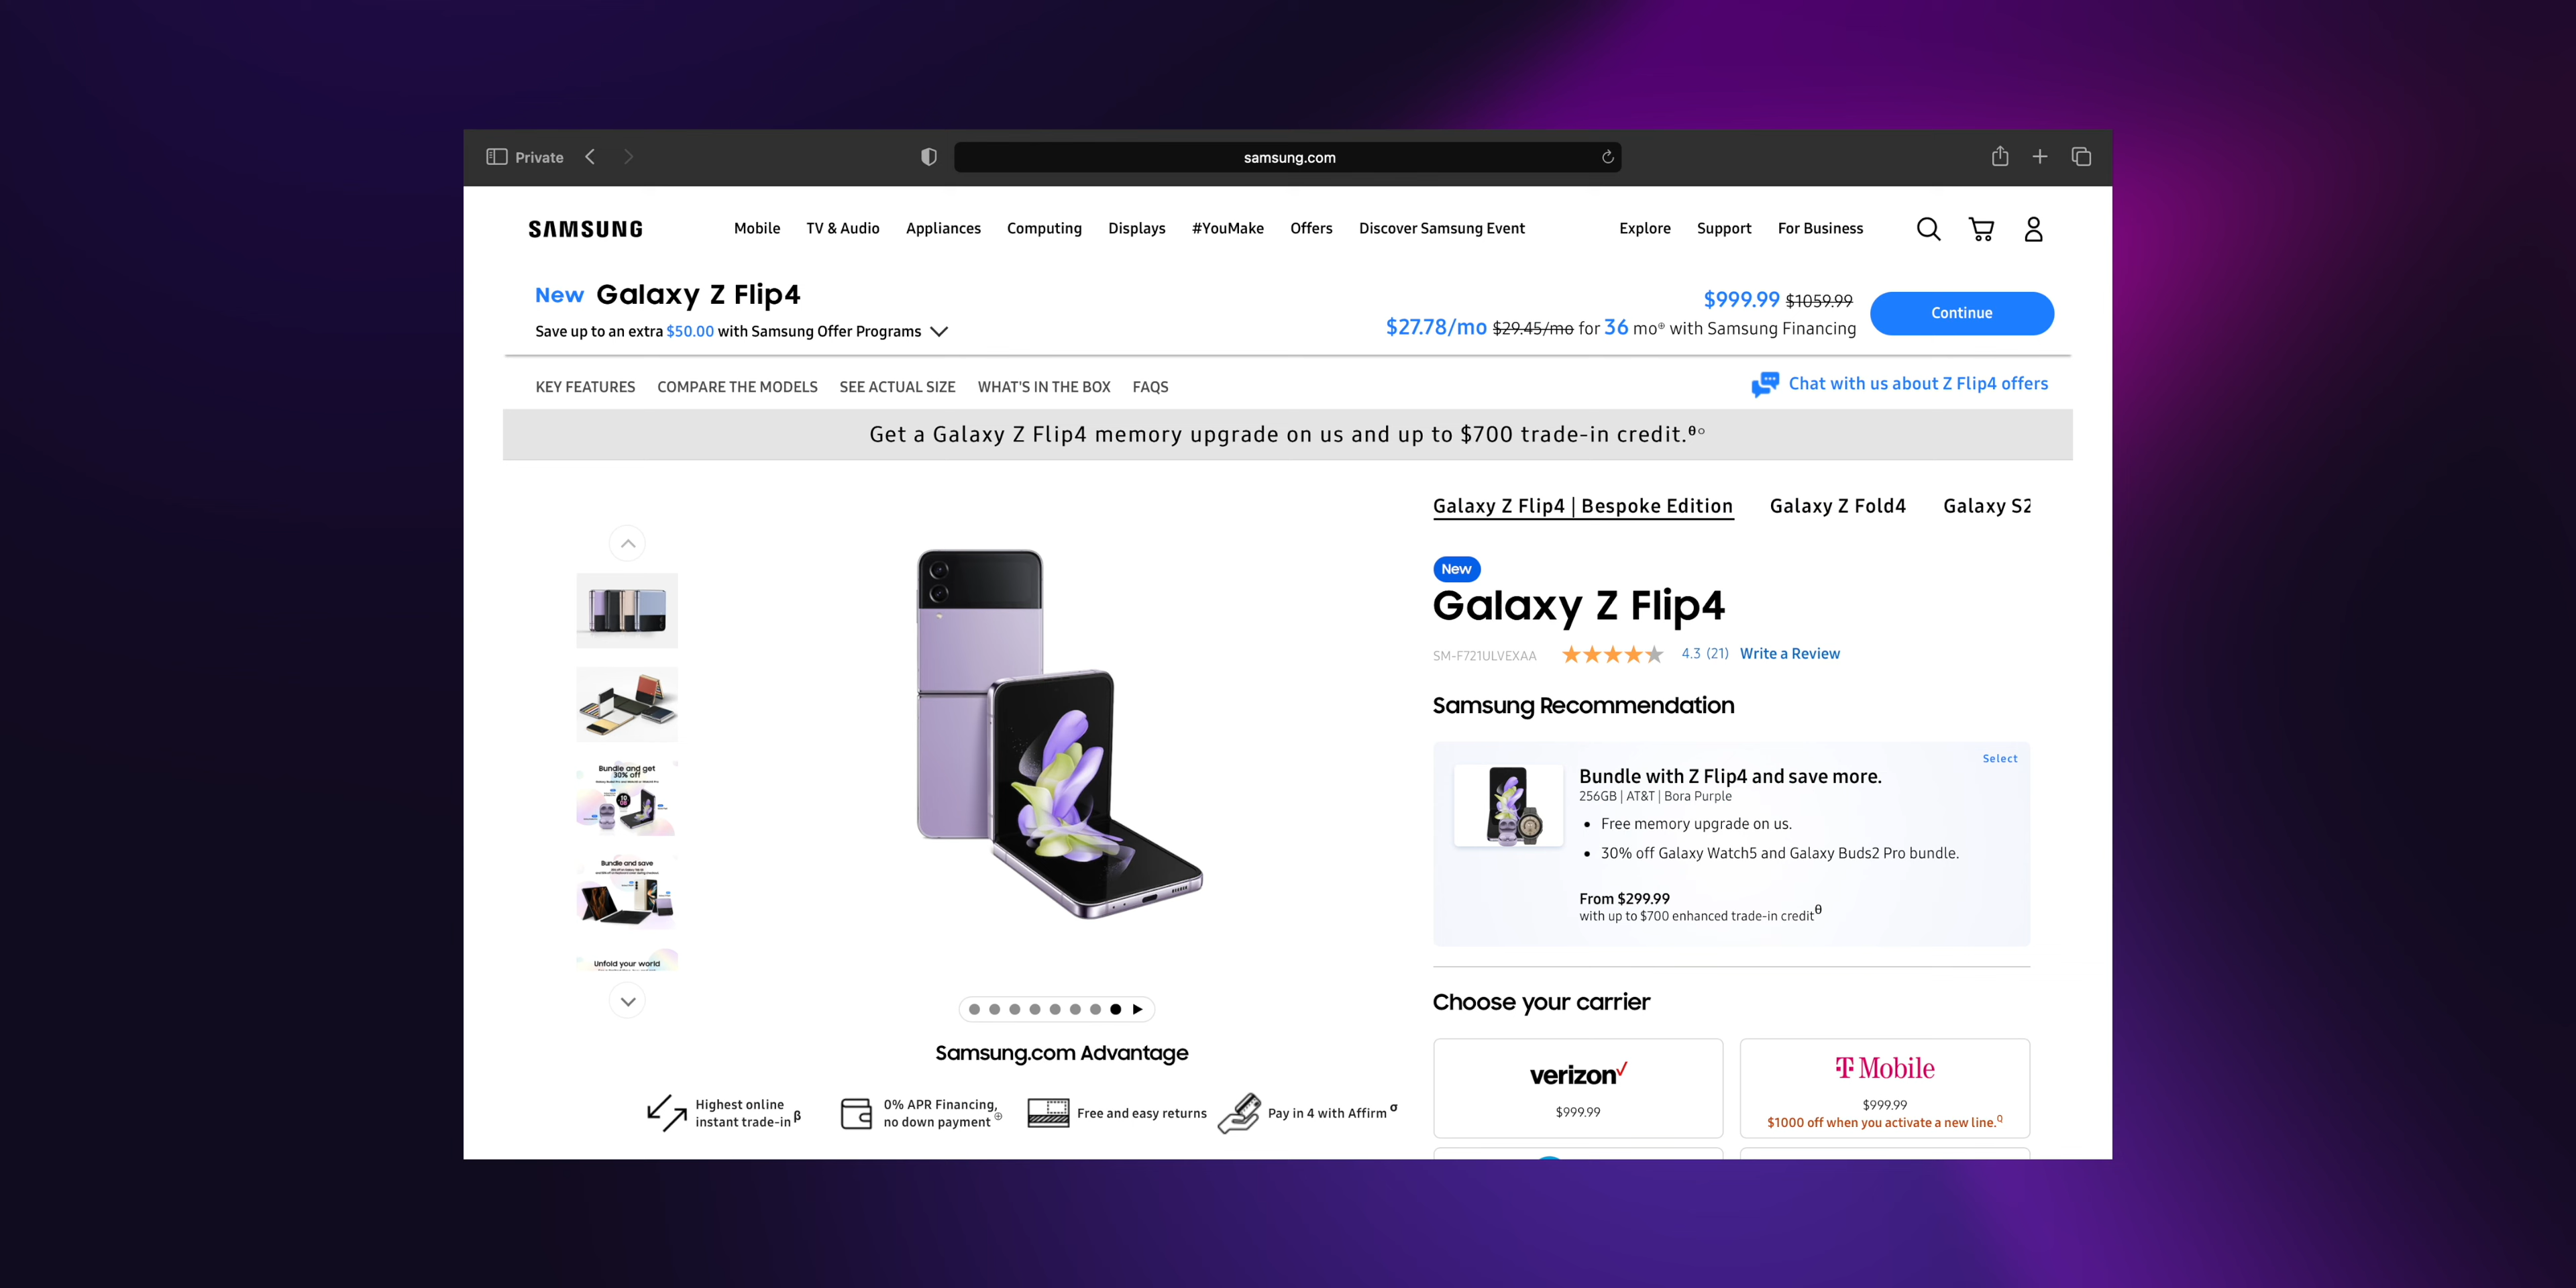 Private
samsung.com
SAMSUNG
Mobile TV & Audio Appliances Computing Displays #YouMake Offers Discover Samsung Event Explore Support For Business
New Galaxy Z Flip4
Save up to an extra $50.00 with Samsung Offer Programs
$999.99 $1059.99
$27.78/mo $29.45/mo for 36 mo⊕ with Samsung Financing
Continue
KEY FEATURES COMPARE THE MODELS SEE ACTUAL SIZE WHAT'S IN THE BOX FAQS
Chat with us about Z Flip4 offers
Get a Galaxy Z Flip4 memory upgrade on us and up to $700 trade-in credit.θ○
Bundle and get
30% off
Bundle and save
Unfold your world
Samsung.com Advantage
Highest online
instant trade-in β
0% APR Financing,
no down payment ⊕
Free and easy returns
Pay in 4 with Affirm σ
Galaxy Z Flip4 | Bespoke Edition Galaxy Z Fold4 Galaxy S2
New
Galaxy Z Flip4
SM-F721ULVEXAA 4.3 (21) Write a Review
Samsung Recommendation
Select
Bundle with Z Flip4 and save more.
256GB | AT&T | Bora Purple
• Free memory upgrade on us.
• 30% off Galaxy Watch5 and Galaxy Buds2 Pro bundle.
From $299.99
with up to $700 enhanced trade-in creditθ
Choose your carrier
verizon
$999.99
T Mobile
$999.99
$1000 off when you activate a new line.Ω